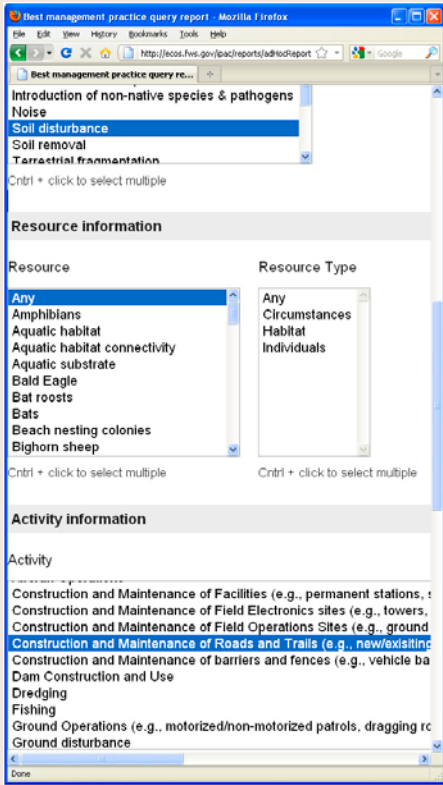 Best management practice query report - Mozilla Firefox
File Edit View History Bookmarks Tools Help
http://ecos.fws.gov/ipac/reports/adHocReport
Google
Best management practice query re...
Introduction of non-native species & pathogens
Noise
Soil disturbance
Soil removal
Terrestrial fragmentation
Cntrl + click to select multiple
Resource information
Resource
Resource Type
Any
Amphibians
Aquatic habitat
Aquatic habitat connectivity
Aquatic substrate
Bald Eagle
Bat roosts
Bats
Beach nesting colonies
Bighorn sheep
Any
Circumstances
Habitat
Individuals
Cntrl + click to select multiple
Cntrl + click to select multiple
Activity information
Activity
Aircraft Operations
Construction and Maintenance of Facilities (e.g., permanent stations, s
Construction and Maintenance of Field Electronics sites (e.g., towers,
Construction and Maintenance of Field Operations Sites (e.g., ground
Construction and Maintenance of Roads and Trails (e.g., new/exisiting
Construction and Maintenance of barriers and fences (e.g., vehicle ba
Dam Construction and Use
Dredging
Fishing
Ground Operations (e.g., motorized/non-motorized patrols, dragging ro
Ground disturbance
Done